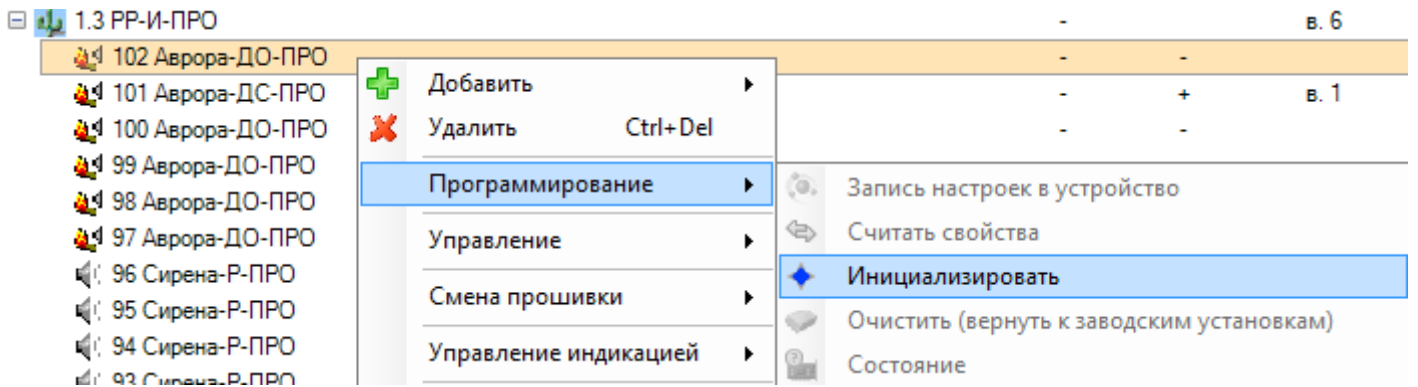 1.3 РР-И-ПРО - в. 6
102 Аврора-ДО-ПРО - -
101 Аврора-ДС-ПРО - + в. 1
100 Аврора-ДО-ПРО - -
99 Аврора-ДО-ПРО
98 Аврора-ДО-ПРО
97 Аврора-ДО-ПРО
96 Сирена-Р-ПРО
95 Сирена-Р-ПРО
94 Сирена-Р-ПРО
93 Сирена-Р-ПРО
Добавить
Удалить Ctrl+Del
Программирование
Управление
Смена прошивки
Управление индикацией
Запись настроек в устройство
Считать свойства
Инициализировать
Очистить (вернуть к заводским установкам)
Состояние